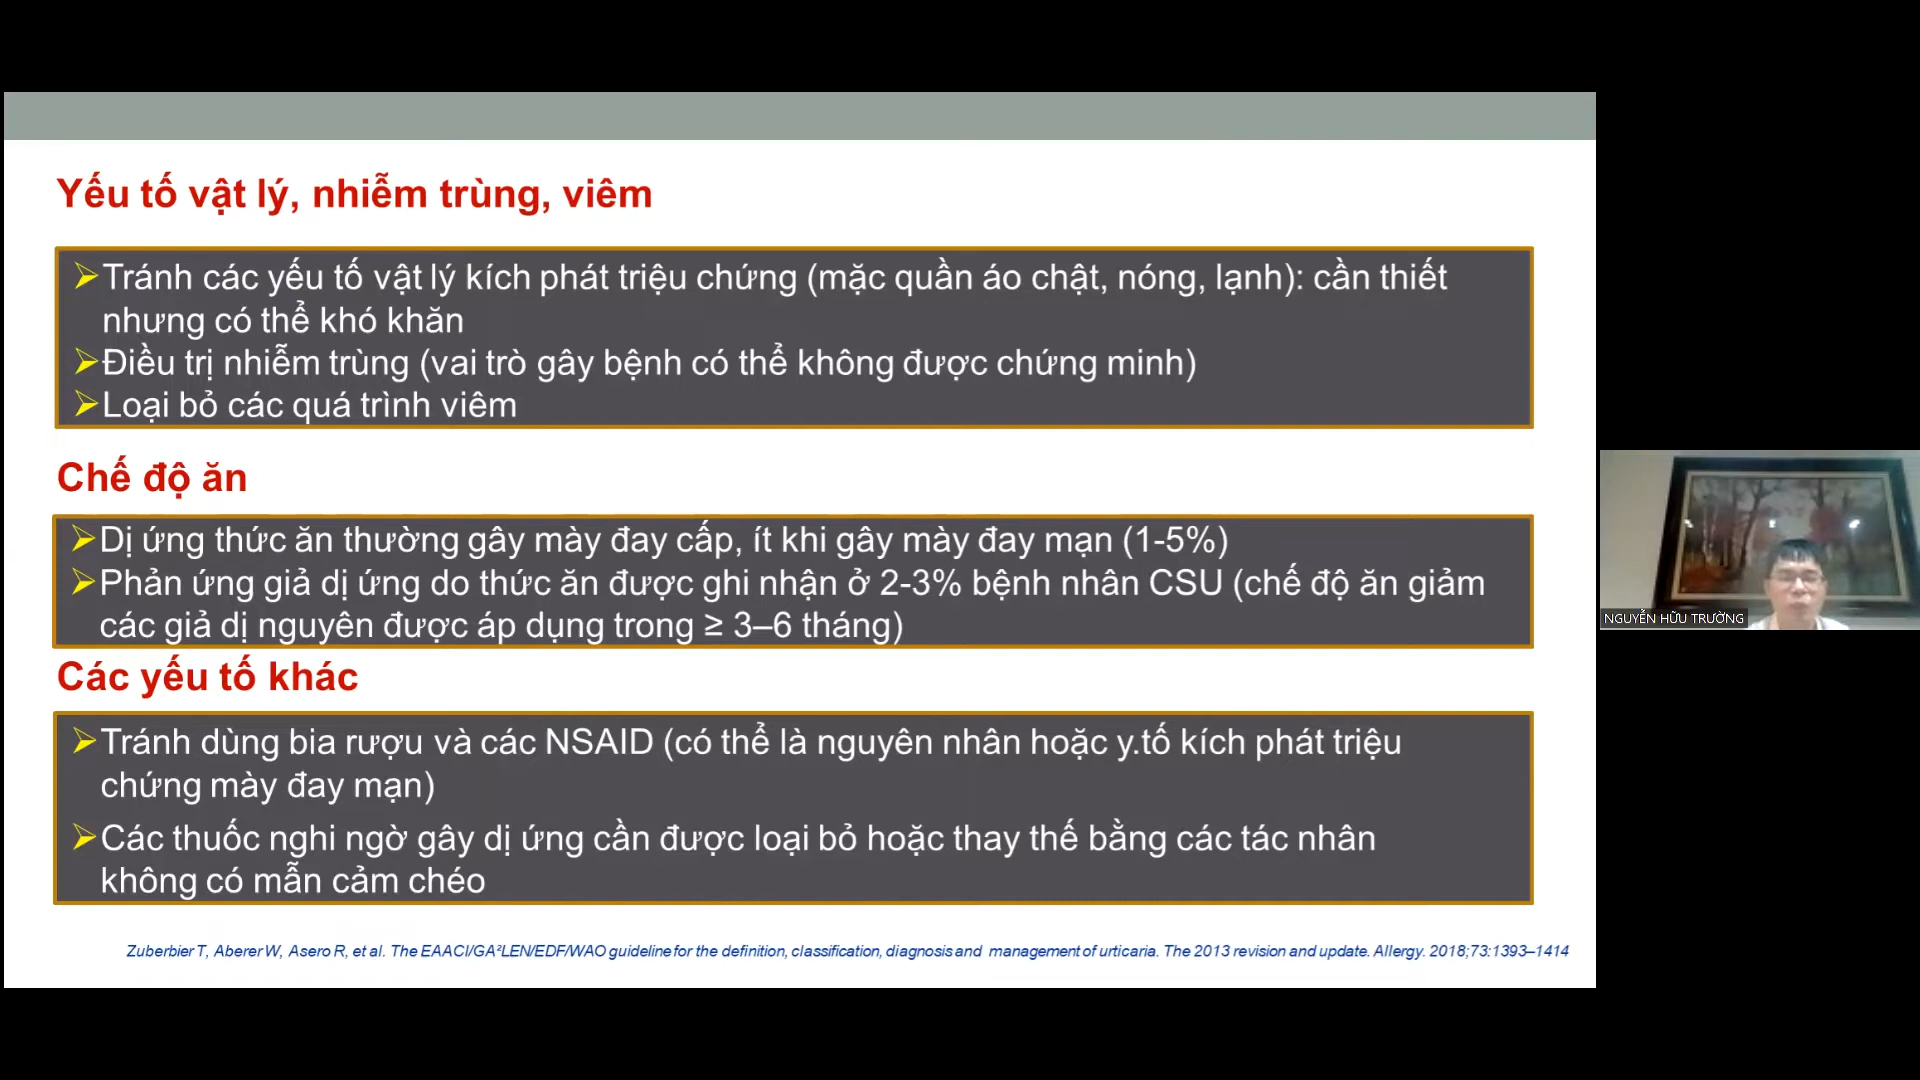 Yếu tố vật lý, nhiễm trùng, viêm
➢Tránh các yếu tố vật lý kích phát triệu chứng (mặc quần áo chật, nóng, lạnh): cần thiết
nhưng có thể khó khăn
➢Điều trị nhiễm trùng (vai trò gây bệnh có thể không được chứng minh)
➢Loại bỏ các quá trình viêm
Chế độ ăn
➢Dị ứng thức ăn thường gây mày đay cấp, ít khi gây mày đay mạn (1-5%)
➢Phản ứng giả dị ứng do thức ăn được ghi nhận ở 2-3% bệnh nhân CSU (chế độ ăn giảm
các giả dị nguyên được áp dụng trong ≥ 3–6 tháng)
Các yếu tố khác
➢Tránh dùng bia rượu và các NSAID (có thể là nguyên nhân hoặc y.tố kích phát triệu
chứng mày đay mạn)
➢Các thuốc nghi ngờ gây dị ứng cần được loại bỏ hoặc thay thế bằng các tác nhân
không có mẫn cảm chéo
Zuberbier T, Aberer W, Asero R, et al. The EAACI/GA²LEN/EDF/WAO guideline for the definition, classification, diagnosis and management of urticaria. The 2013 revision and update. Allergy. 2018;73:1393–1414
NGUYỄN HỮU TRƯỜNG